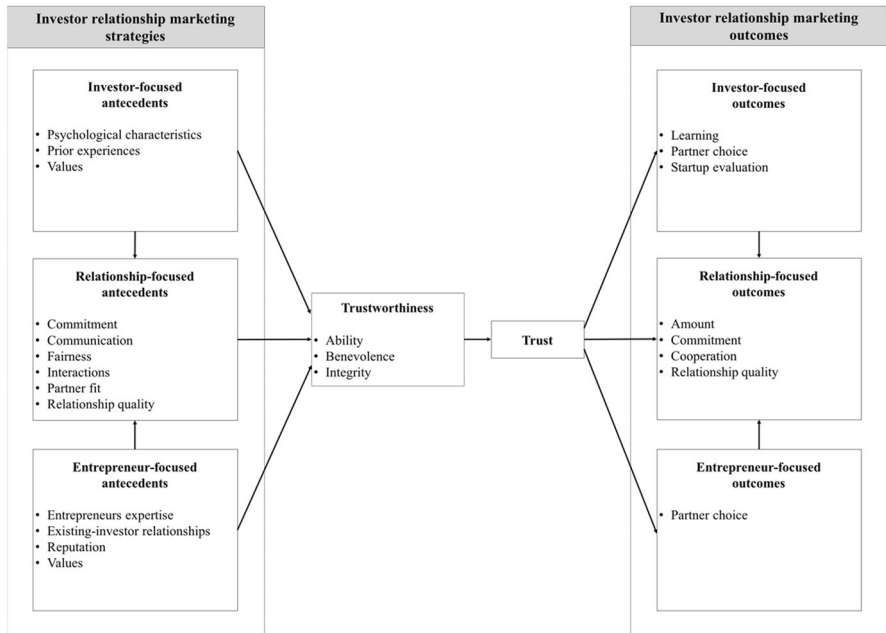 Investor relationship marketing
strategies
Investor-focused
antecedents
• Psychological characteristics
• Prior experiences
• Values
Relationship-focused
antecedents
• Commitment
• Communication
• Fairness
• Interactions
• Partner fit
• Relationship quality
Entrepreneur-focused
antecedents
• Entrepreneurs expertise
• Existing-investor relationships
• Reputation
• Values
Trustworthiness
• Ability
• Benevolence
• Integrity
Trust
Investor relationship marketing
outcomes
Investor-focused
outcomes
• Learning
• Partner choice
• Startup evaluation
Relationship-focused
outcomes
• Amount
• Commitment
• Cooperation
• Relationship quality
Entrepreneur-focused
outcomes
• Partner choice